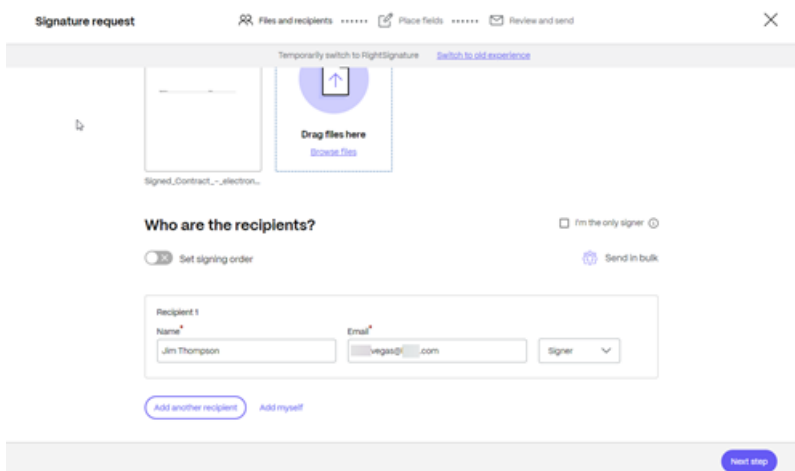 Signature request
Files and recipients
Place fields
Review and send
Temporarily switch to RightSignature Switch to old experience
Drag files here
Browse files
Signed_Contract_-_electron...
Who are the recipients?
I'm the only signer
Set signing order
Send in bulk
Recipient 1
Name*
Email*
Jim Thompson
vegas@ .com
Signer
Add another recipient
Add myself
Next step